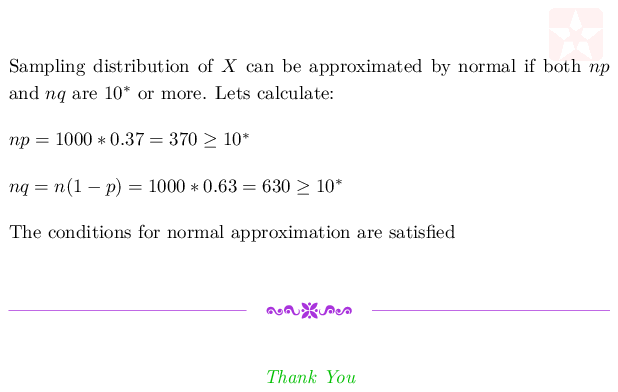 Sampling distribution of X can be approximated by normal if both np
and nq are 10* or more. Lets calculate:
np = 1000 * 0.37 = 370 ≥ 10*
nq = n(1 − p) = 1000 * 0.63 = 630 ≥ 10*
The conditions for normal approximation are satisfied
Thank You